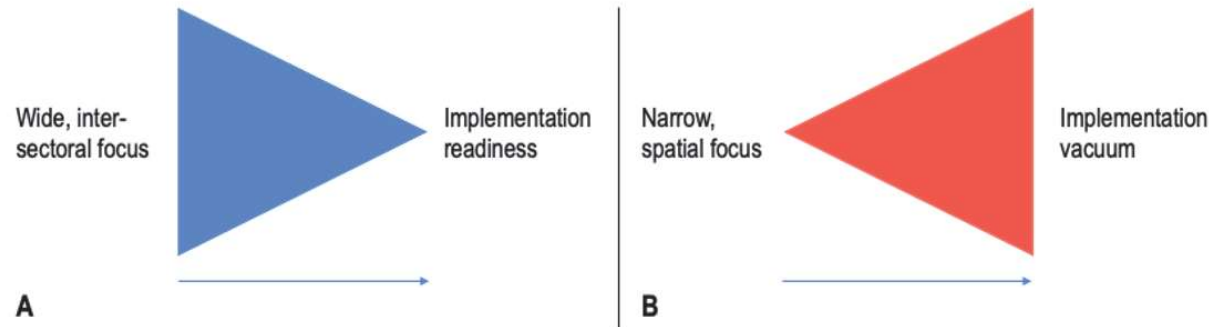 Wide, inter-
sectoral focus
Implementation
readiness
A
Narrow,
spatial focus
Implementation
vacuum
B